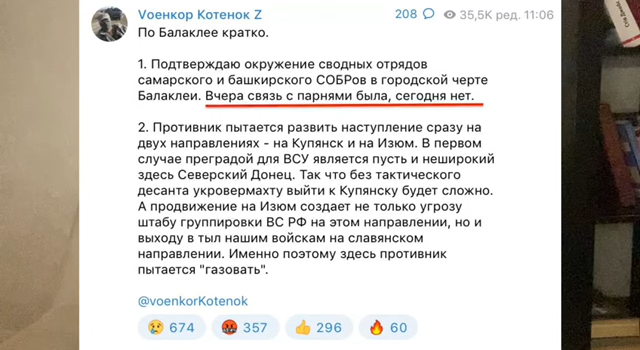 Vоенкор Котенок Z
208
35,5K ред. 11:06
По Балаклее кратко.
1. Подтверждаю окружение сводных отрядов
самарского и башкирского СОБРов в городской черте
Балаклеи. Вчера связь с парнями была, сегодня нет.
2. Противник пытается развить наступление сразу на
двух направлениях - на Купянск и на Изюм. В первом
случае преградой для ВСУ является пусть и неширокий
здесь Северский Донец. Так что без тактического
десанта укровермахту выйти к Купянску будет сложно.
А продвижение на Изюм создает не только угрозу
штабу группировки ВС РФ на этом направлении, но и
выходу в тыл нашим войскам на славянском
направлении. Именно поэтому здесь противник
пытается "газовать".
@voenkorKotenok
674
357
296
60